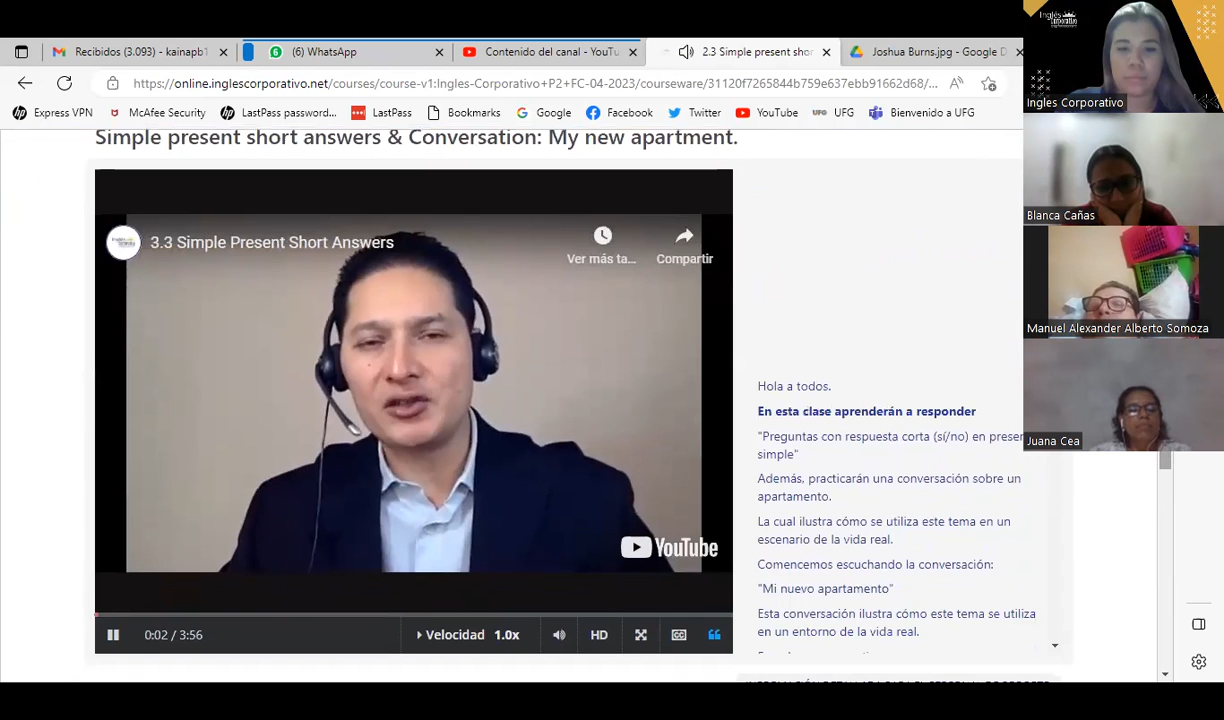 Recibidos (3.093) - kainapb1
(6) WhatsApp
Contenido del canal - YouTu
2.3 Simple present shor
Joshua Burns.jpg - Google D
https://online.inglescorporativo.net/courses/course-v1:Ingles-Corporativo+P2+FC-04-2023/courseware/31120f7265844b759e637ebb91662d68/...
Express VPN
McAfee Security
LastPass password...
LastPass
Bookmarks
Google
Facebook
Twitter
YouTube
UFG
Bienvenido a UFG
Simple present short answers & Conversation: My new apartment.
3.3 Simple Present Short Answers
Ver más ta...
Compartir
YouTube
0:02 / 3:56
Velocidad 1.0x
HD
CC
Hola a todos.
En esta clase aprenderán a responder
"Preguntas con respuesta corta (sí/no) en presen
simple"
Además, practicarán una conversación sobre un
apartamento.
La cual ilustra cómo se utiliza este tema en un
escenario de la vida real.
Comencemos escuchando la conversación:
"Mi nuevo apartamento"
Esta conversación ilustra cómo este tema se utiliza
en un entorno de la vida real.
Inglés Corporativo
Ingles Corporativo
Blanca Cañas
Manuel Alexander Alberto Somoza
Juana Cea